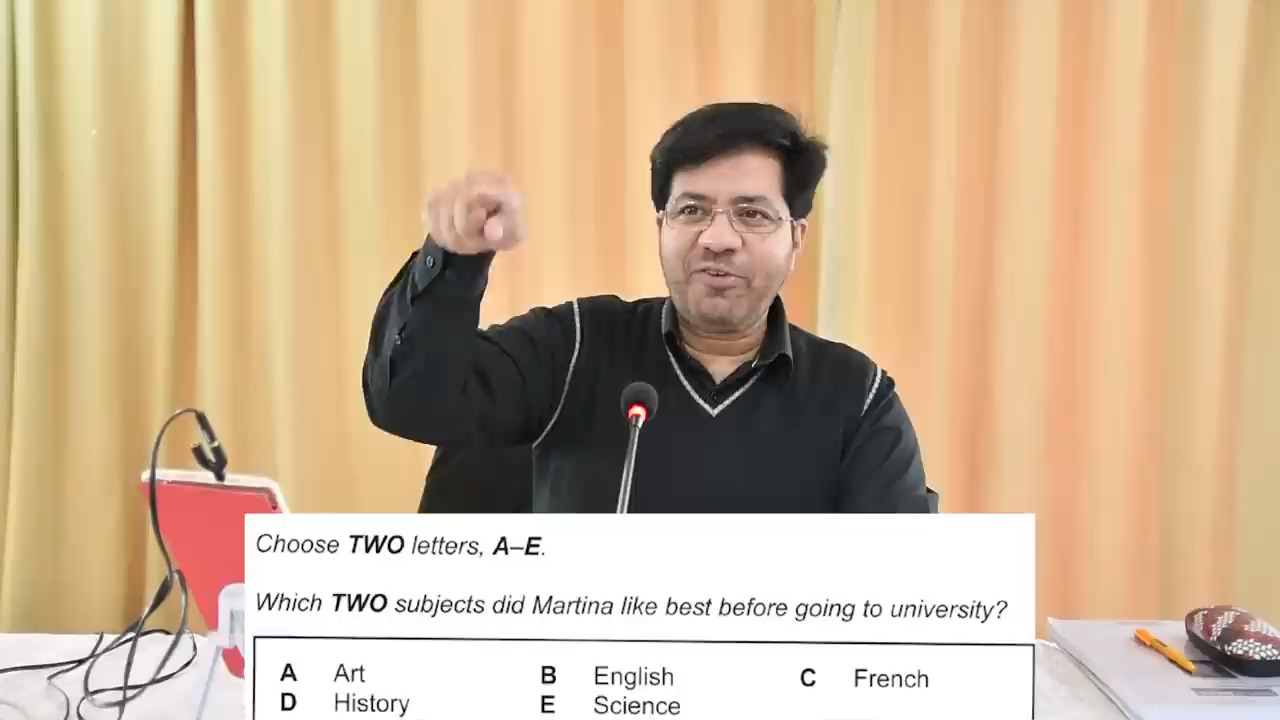 Choose TWO letters, A–E.
Which TWO subjects did Martina like best before going to university?
A Art B English C French
D History E Science